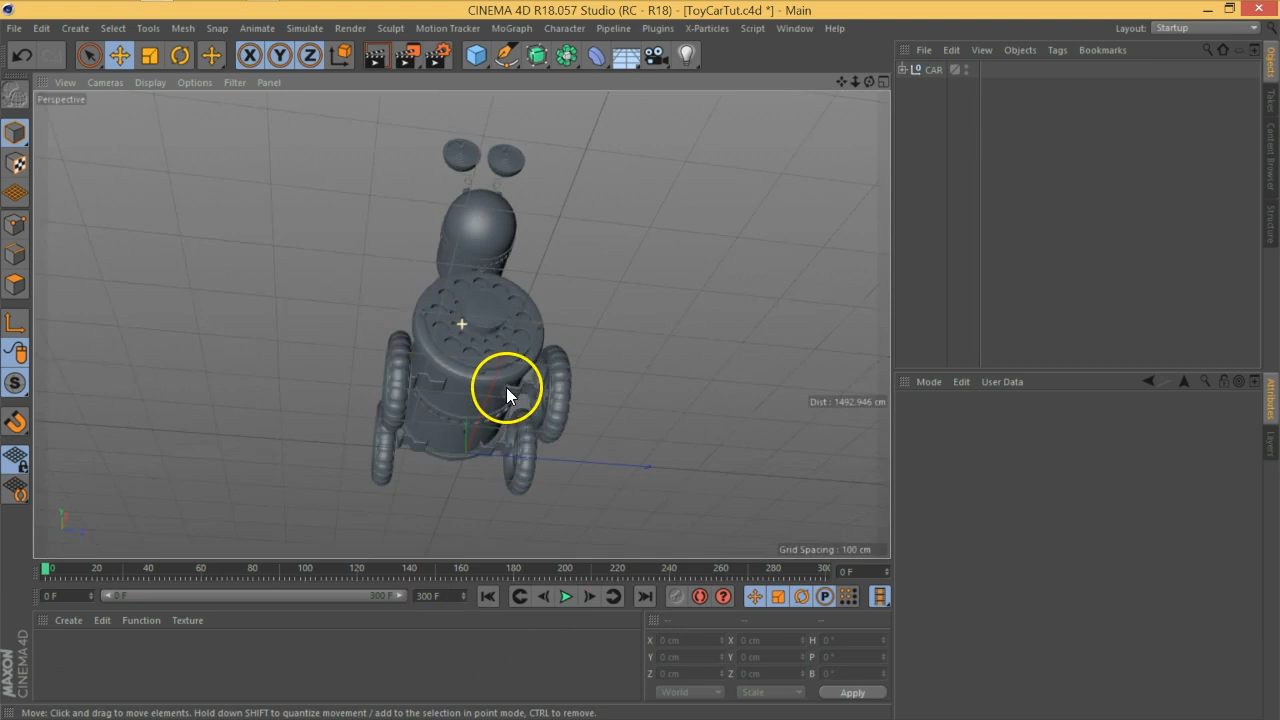 CINEMA 4D R18.057 Studio (RC - R18) - [ToyCarTut.c4d *] - Main
File Edit Create Select Tools Mesh Snap Animate Simulate Render Sculpt Motion Tracker MoGraph Character Pipeline Plugins X-Particles Script Window Help
Layout: Startup
X Y Z
File Edit View Objects Tags Bookmarks
View Cameras Display Options Filter Panel
Perspective
CAR
Objects
Takes
Content Browser
Structure
Mode Edit User Data
Attributes
Layers
Dist : 1492.946 cm
Grid Spacing : 100 cm
0 20 40 60 80 100 120 140 160 180 200 220 240 260 280 300
0 F
0 F 0 F 300 F 300 F
Create Edit Function Texture
-- -- --
X 0 cm X 0 cm H 0 °
Y 0 cm Y 0 cm P 0 °
Z 0 cm Z 0 cm B 0 °
World Scale Apply
MAXON
CINEMA 4D
Move: Click and drag to move elements. Hold down SHIFT to quantize movement / add to the selection in point mode, CTRL to remove.